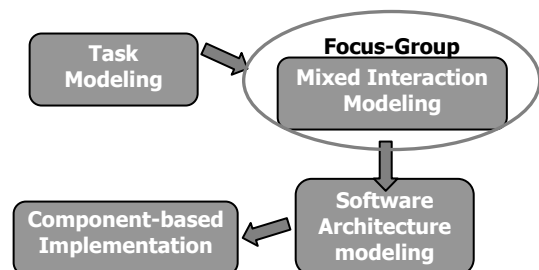 Task
Modeling
Focus-Group
Mixed Interaction
Modeling
Software
Architecture
modeling
Component-based
Implementation